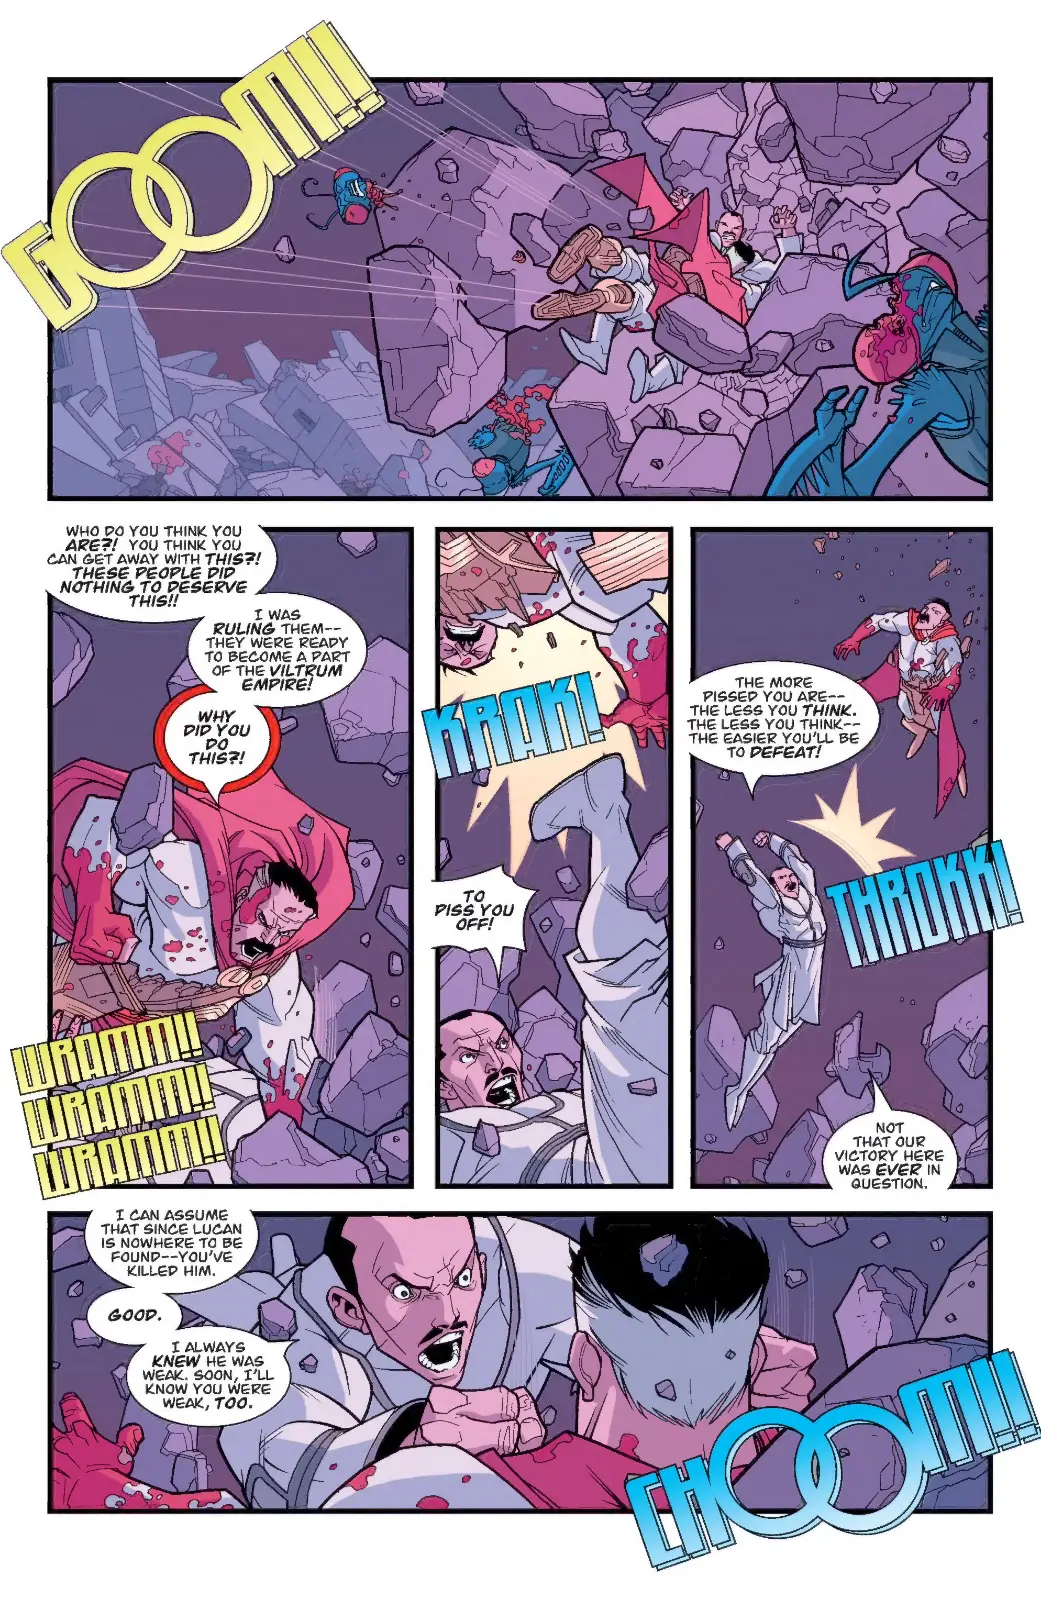 GOOM!!
WHO DO YOU THINK YOU
ARE?! YOU THINK YOU
CAN GET AWAY WITH THIS?!
THESE PEOPLE DID
NOTHING TO DESERVE
THIS!!
I WAS
RULING THEM--
THEY WERE READY
TO BECOME A PART
OF THE VILTRUM
EMPIRE!
WHY
DID YOU
DO
THIS?!
WRAMM!!
WRAMM!!
WRAMM!!
KRAK!
TO
PISS YOU
OFF!
THE MORE
PISSED YOU ARE--
THE LESS YOU THINK.
THE LESS YOU THINK--
THE EASIER YOU'LL BE
TO DEFEAT!
THROKK!
NOT
THAT OUR
VICTORY HERE
WAS EVER IN
QUESTION.
I CAN ASSUME
THAT SINCE LUCAN
IS NOWHERE TO BE
FOUND--YOU'VE
KILLED HIM.
GOOD.
I ALWAYS
KNEW HE WAS
WEAK. SOON, I'LL
KNOW YOU WERE
WEAK, TOO.
CHOOM!!